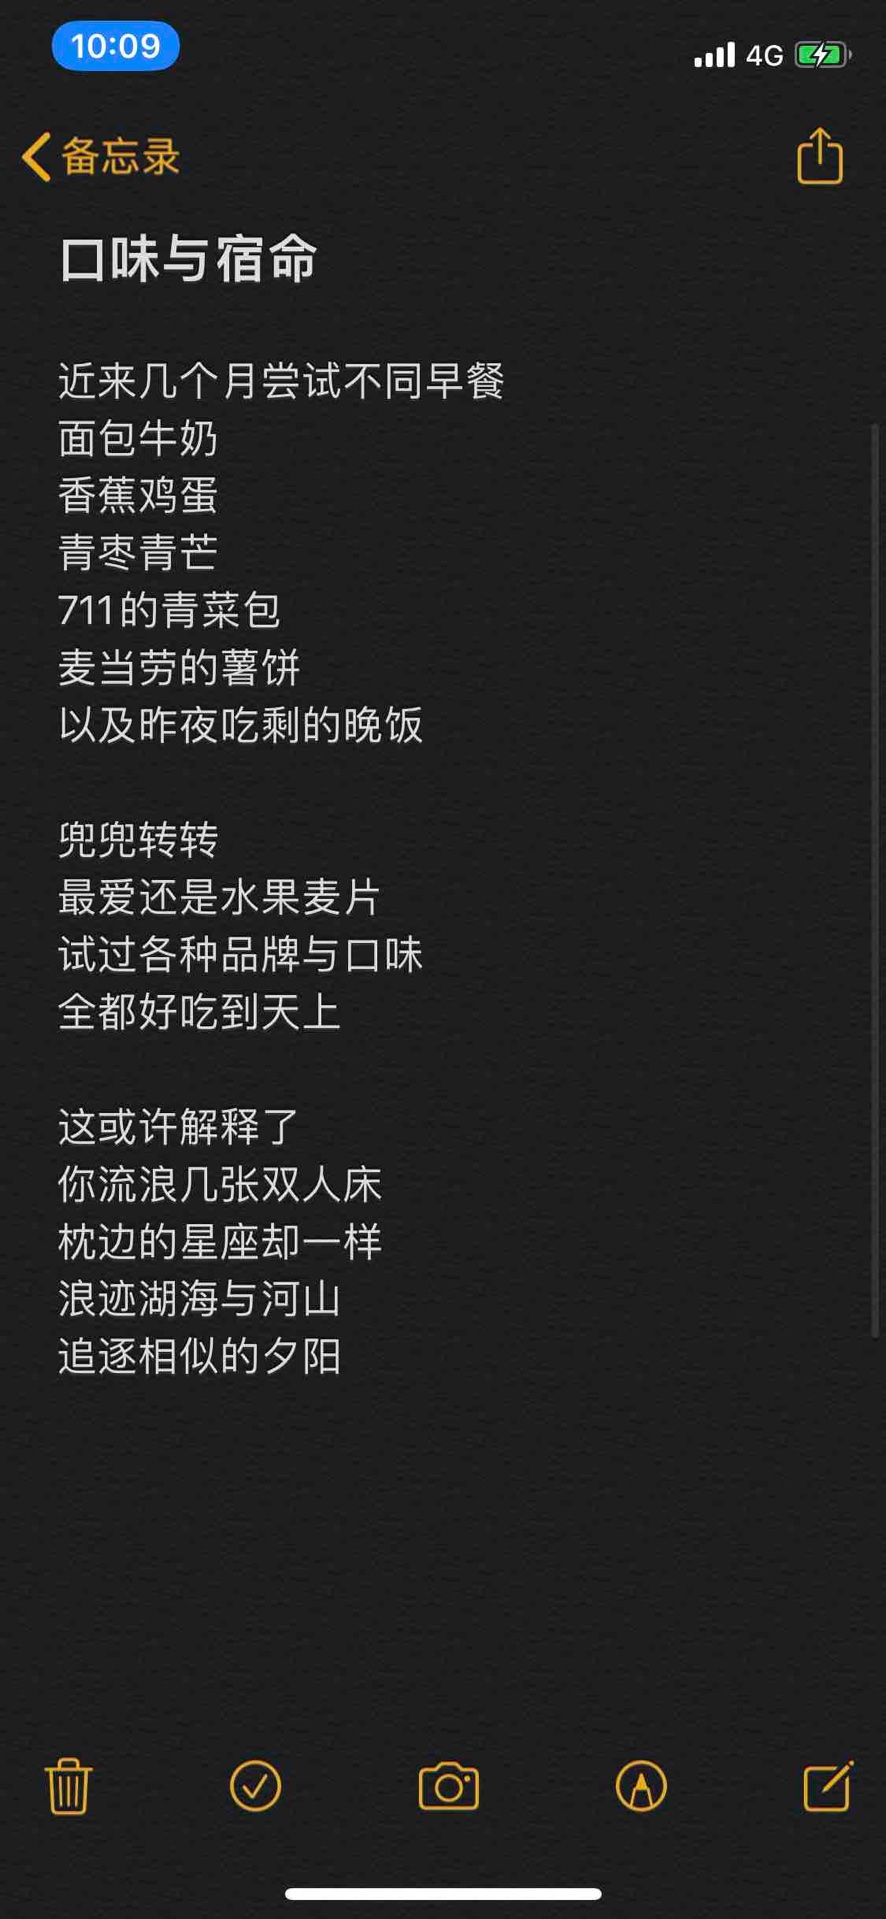 10:09
4G
备忘录
口味与宿命
近来几个月尝试不同早餐
面包牛奶
香蕉鸡蛋
青枣青芒
711的青菜包
麦当劳的薯饼
以及昨夜吃剩的晚饭
兜兜转转
最爱还是水果麦片
试过各种品牌与口味
全都好吃到天上
这或许解释了
你流浪几张双人床
枕边的星座却一样
浪迹湖海与河山
追逐相似的夕阳